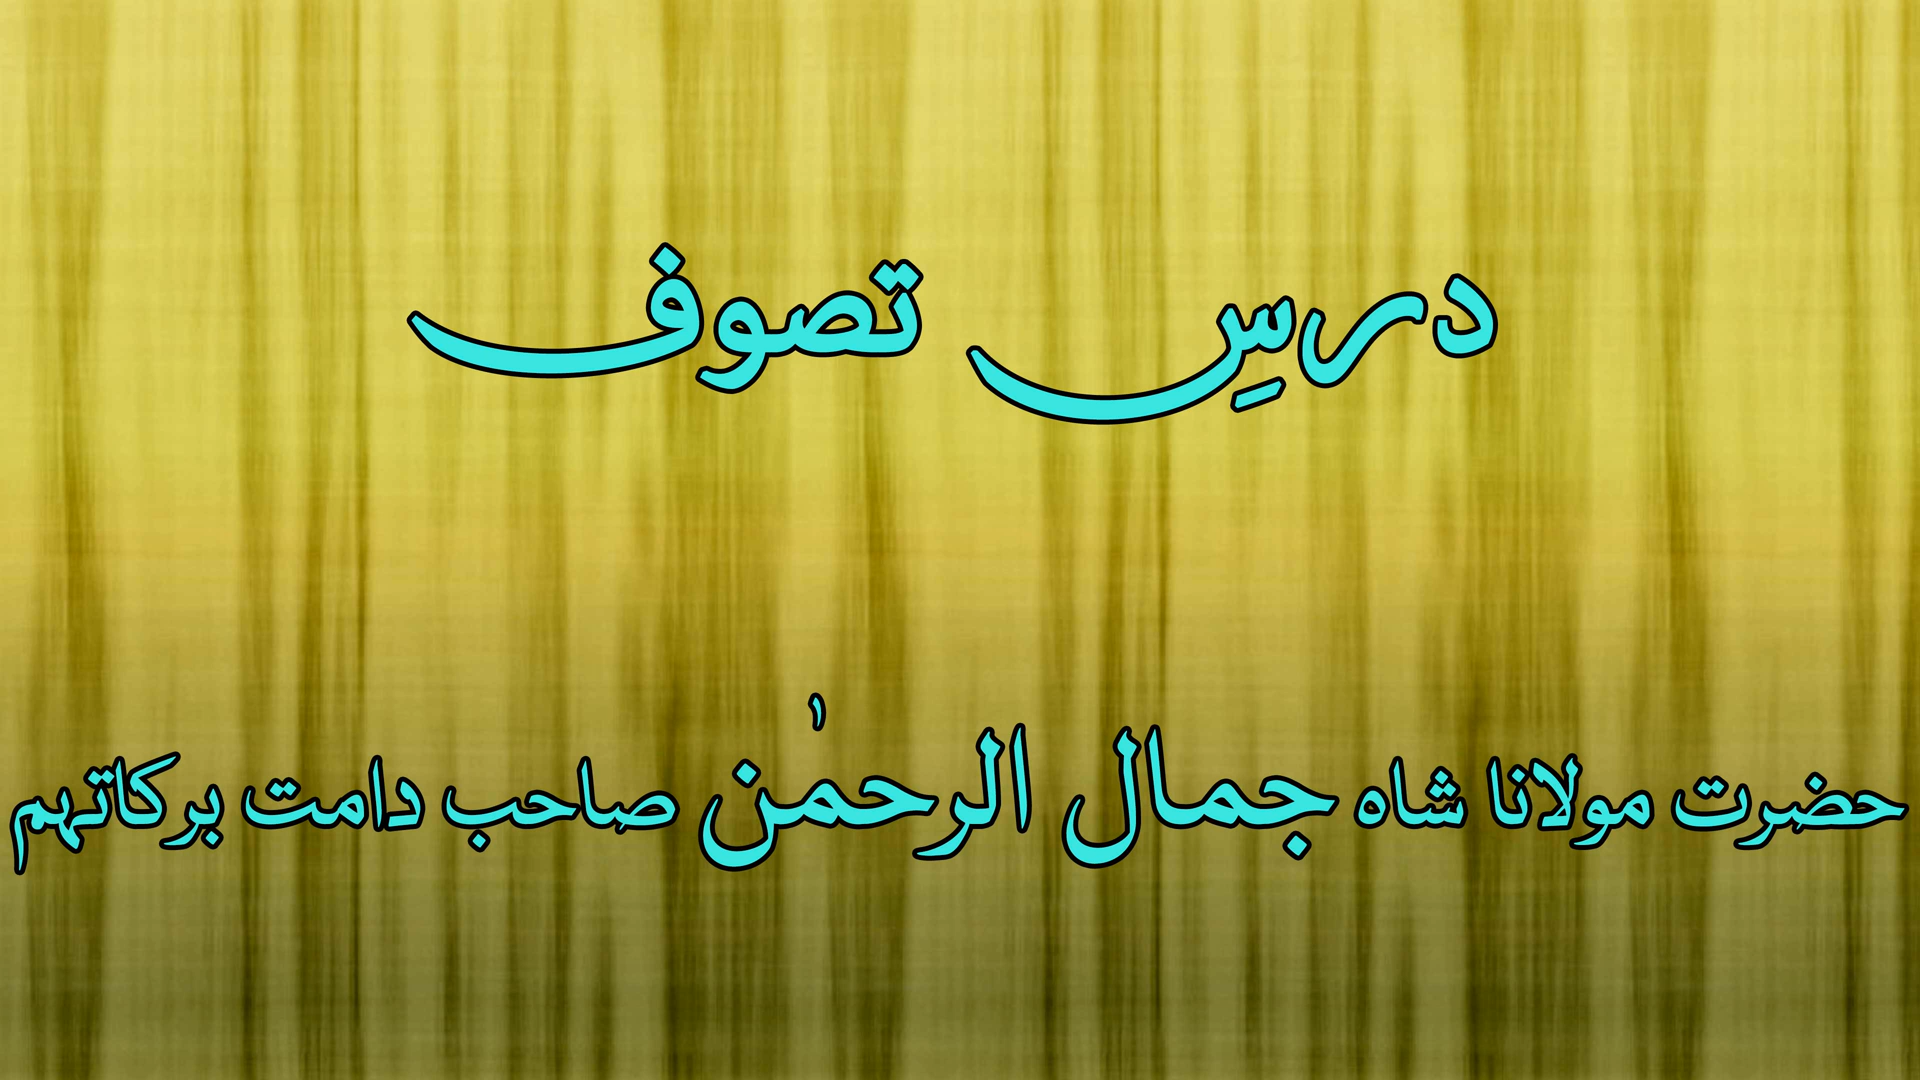 درسِ تصوف
حضرت مولانا شاہ جمال الرحمٰن صاحب دامت برکاتہم